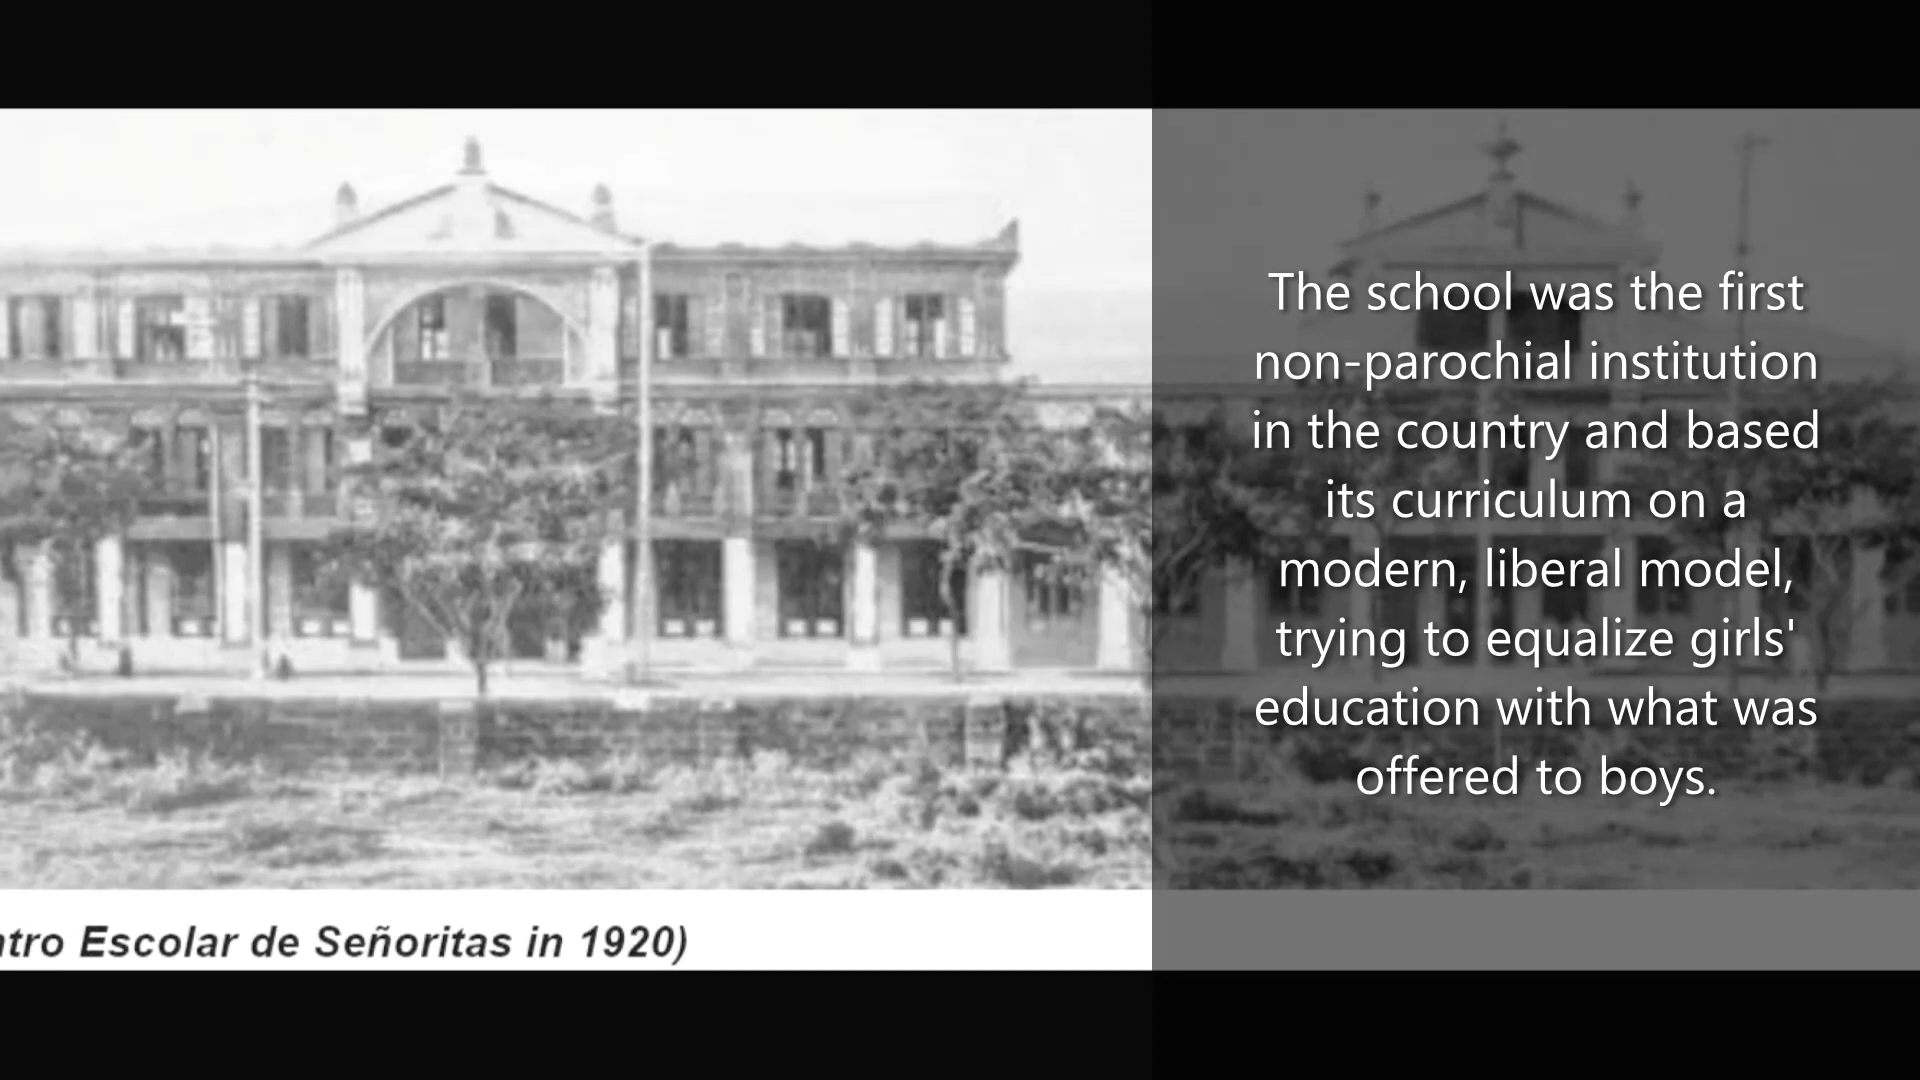 The school was the first
non-parochial institution
in the country and based
its curriculum on a
modern, liberal model,
trying to equalize girls'
education with what was
offered to boys.
Escolar de Señoritas in 1920)